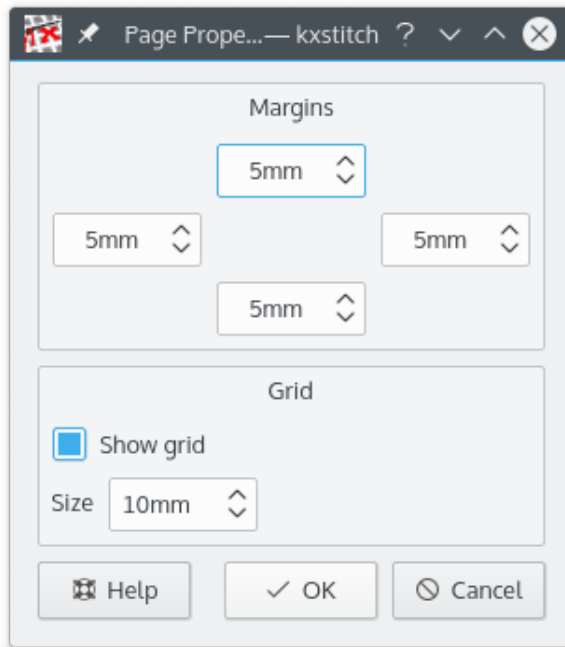 Page Prope...— kxstitch ?
Margins
5mm
5mm 5mm
5mm
Grid
Show grid
Size 10mm
Help OK Cancel